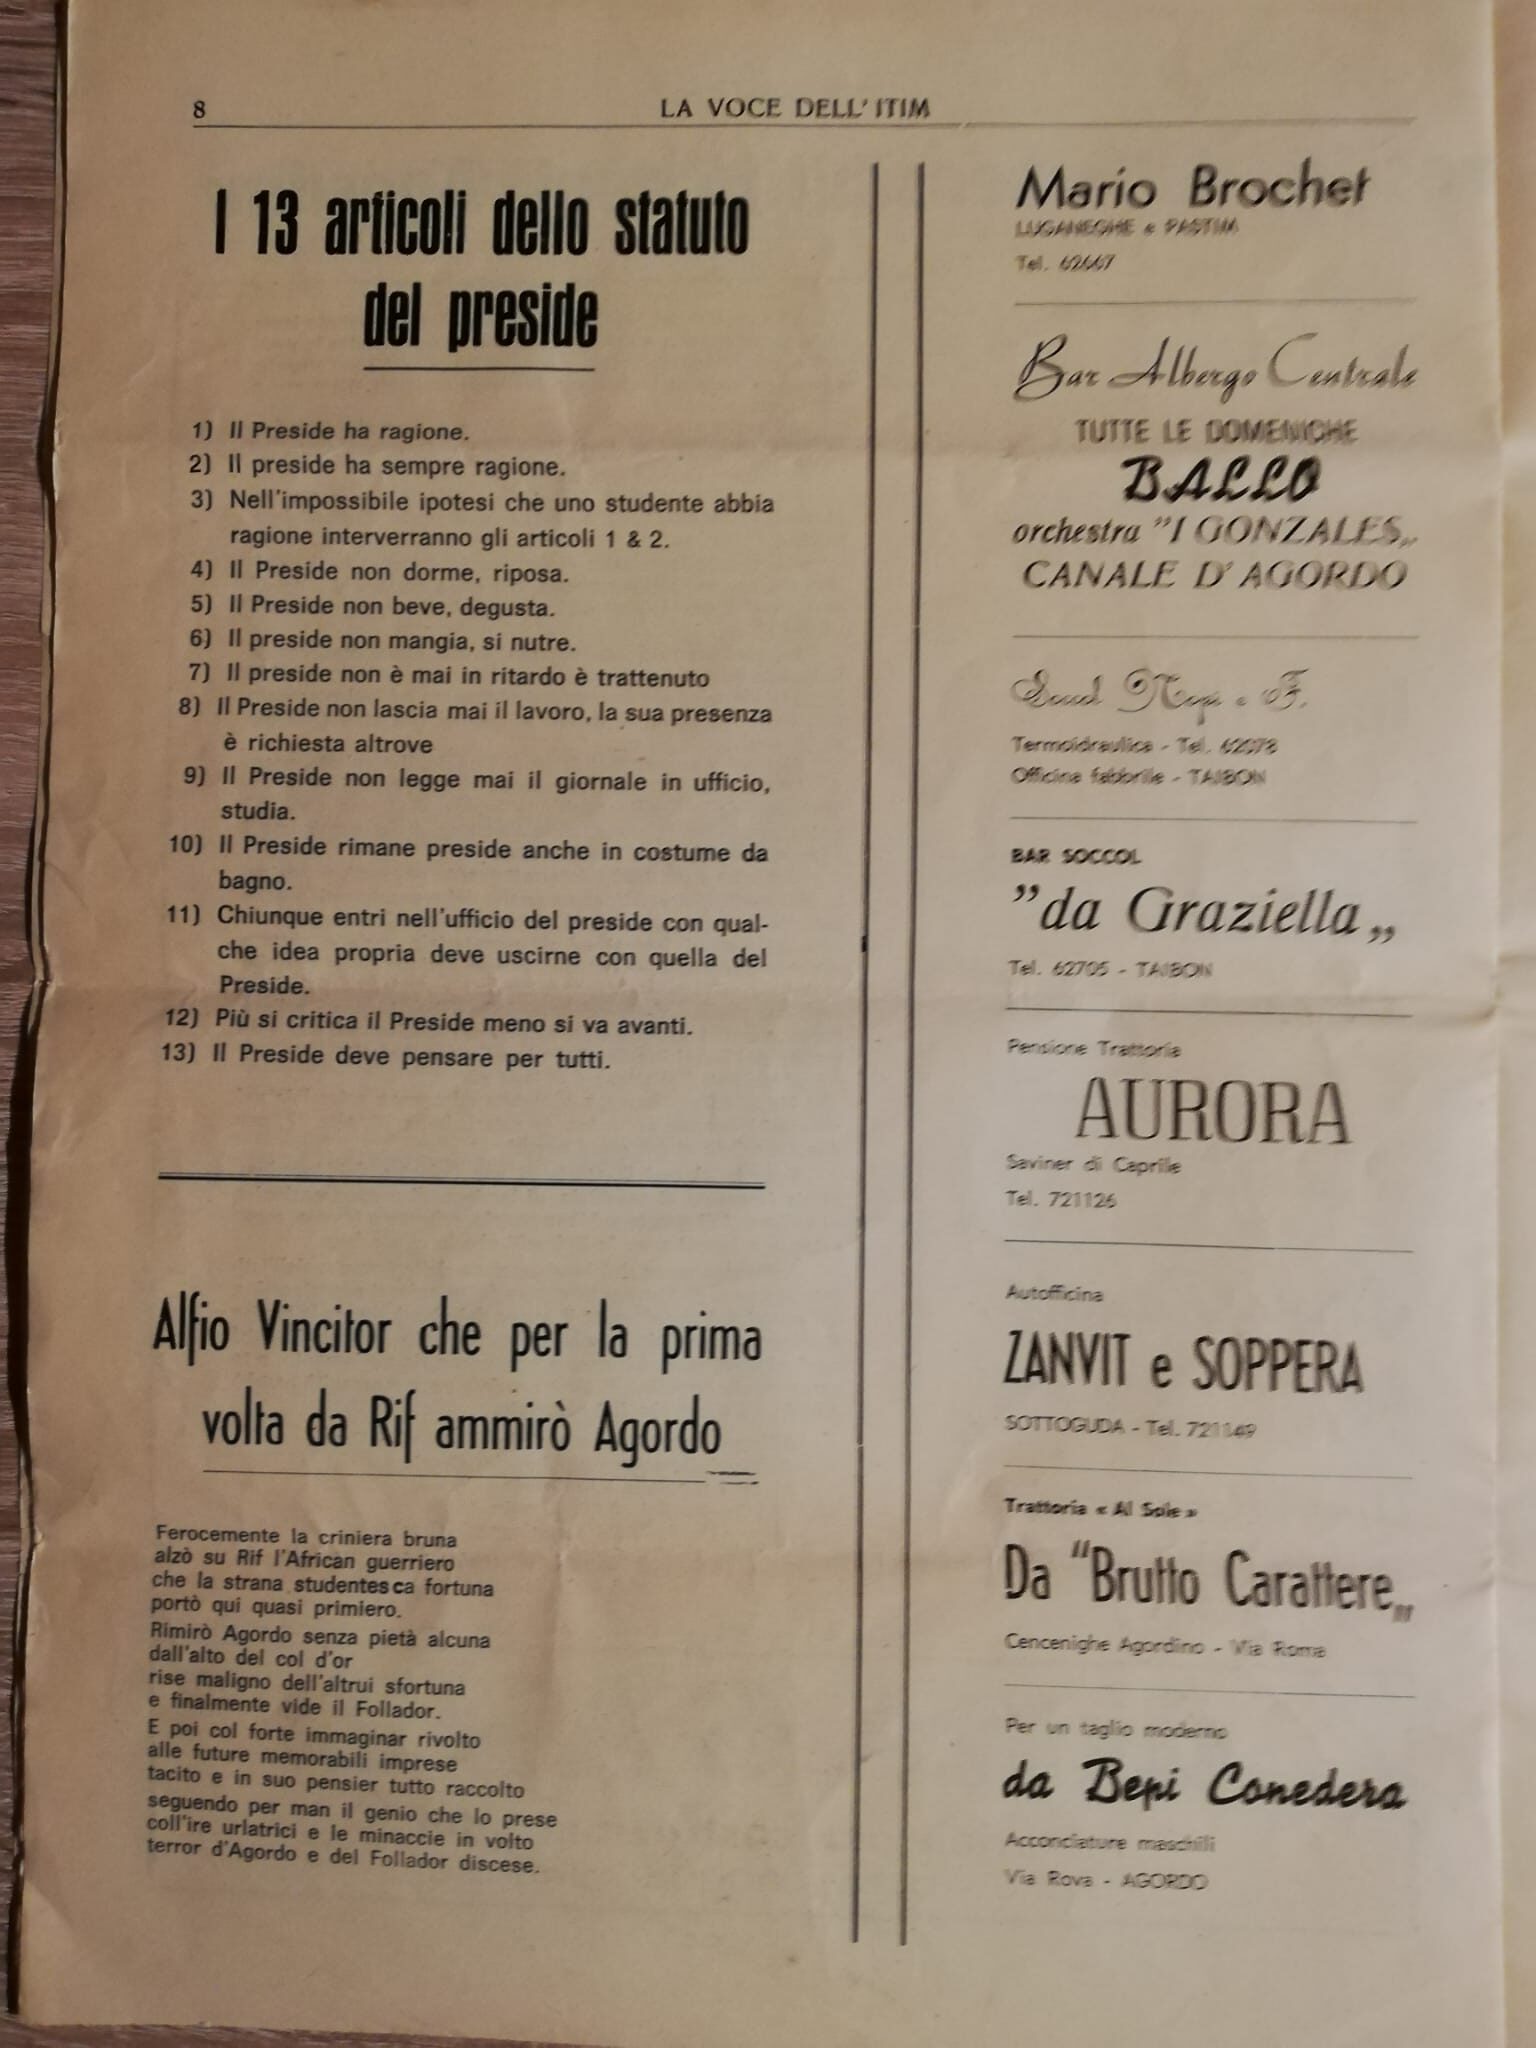 8
LA VOCE DELL'ITIM
I 13 articoli dello statuto
del preside
1) Il Preside ha ragione.
2) Il preside ha sempre ragione.
3) Nell'impossibile ipotesi che uno studente abbia
ragione interverranno gli articoli 1 & 2.
4) Il Preside non dorme, riposa.
5) Il Preside non beve, degusta.
6) Il preside non mangia, si nutre.
7) Il preside non è mai in ritardo è trattenuto
8) Il Preside non lascia mai il lavoro, la sua presenza
è richiesta altrove
9) Il Preside non legge mai il giornale in ufficio,
studia.
10) Il Preside rimane preside anche in costume da
bagno.
11) Chiunque entri nell'ufficio del preside con qual-
che idea propria deve uscirne con quella del
Preside.
12) Più si critica il Preside meno si va avanti.
13) Il Preside deve pensare per tutti.
Alfio Vincitor che per la prima
volta da Rif ammirò Agordo
Ferocemente la criniera bruna
alzò su Rif l'African guerriero
che la strana studentesca fortuna
portò qui quasi primiero.
Rimirò Agordo senza pietà alcuna
dall'alto del col d'or
rise maligno dell'altrui sfortuna
e finalmente vide il Follador.
E poi col forte immaginar rivolto
alle future memorabili imprese
tacito e in suo pensier tutto raccolto
seguendo per man il genio che lo prese
coll'ire urlatrici e le minaccie in volto
terror d'Agordo e del Follador discese.
Mario Brochet
LUGANEGHE e PASTIM
Tel. 62667
Bar Albergo Centrale
TUTTE LE DOMENICHE
BALLO
orchestra "I GONZALES„
CANALE D'AGORDO
e F.
Termoidraulica - Tel. 62078
Officina fabbrile - TAIBON
BAR SOCCOL
"da Graziella„
Tel. 62705 - TAIBON
Pensione Trattoria
AURORA
Saviner di Caprile
Tel. 721126
Autofficina
ZANVIT e SOPPERA
SOTTOGUDA - Tel. 721149
Trattoria « Al Sole »
Da "Brutto Carattere„
Cencenighe Agordino - Via Roma
Per un taglio moderno
da Bepi Conedera
Acconciature maschili
Via Rova - AGORDO